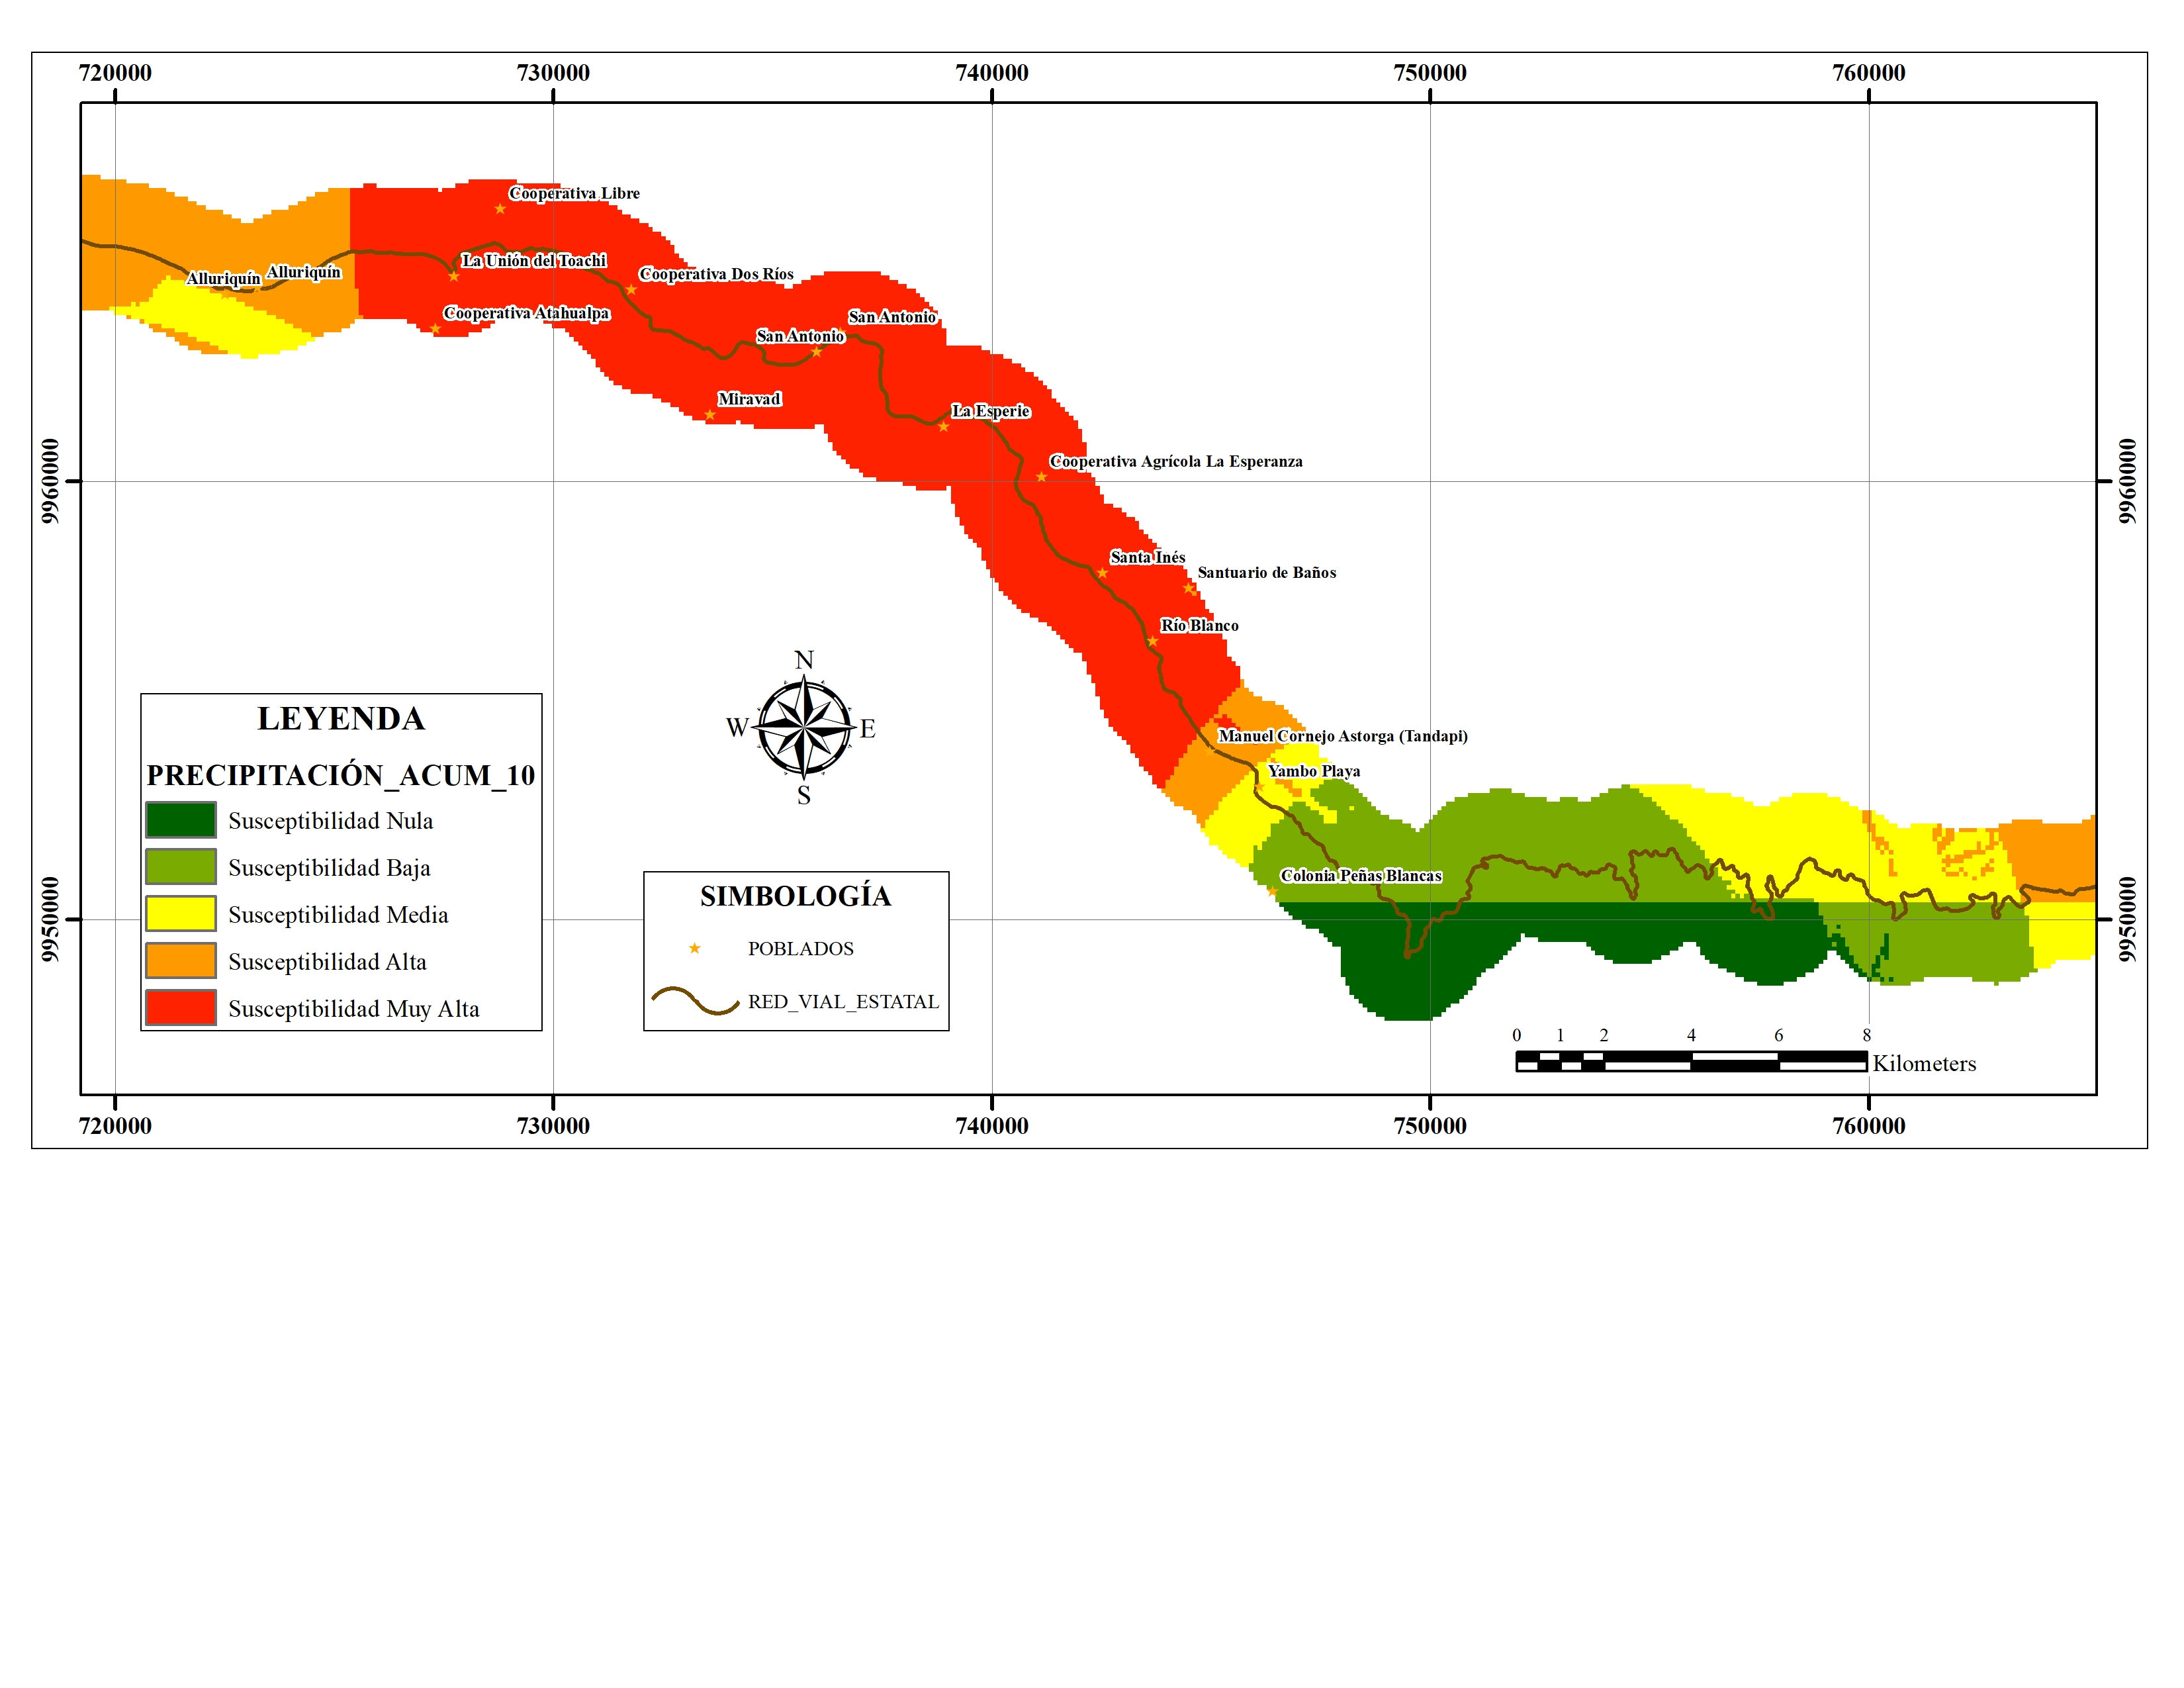 720000 730000 740000 750000 760000
Cooperativa Libre
La Unión del Toachi
Alluriquín
Alluriquín
Cooperativa Dos Ríos
Cooperativa Atahualpa
San Antonio
San Antonio
Miravad
La Esperie
9960000
9960000
Cooperativa Agrícola La Esperanza
Santa Inés
Santuario de Baños
Río Blanco
N
W E
S
Manuel Cornejo Astorga (Tandapi)
Yambo Playa
Colonia Peñas Blancas
9950000
9950000
LEYENDA
PRECIPITACIÓN_ACUM_10
Susceptibilidad Nula
Susceptibilidad Baja
Susceptibilidad Media
Susceptibilidad Alta
Susceptibilidad Muy Alta
SIMBOLOGÍA
POBLADOS
RED_VIAL_ESTATAL
0 1 2 4 6 8
Kilometers
720000 730000 740000 750000 760000